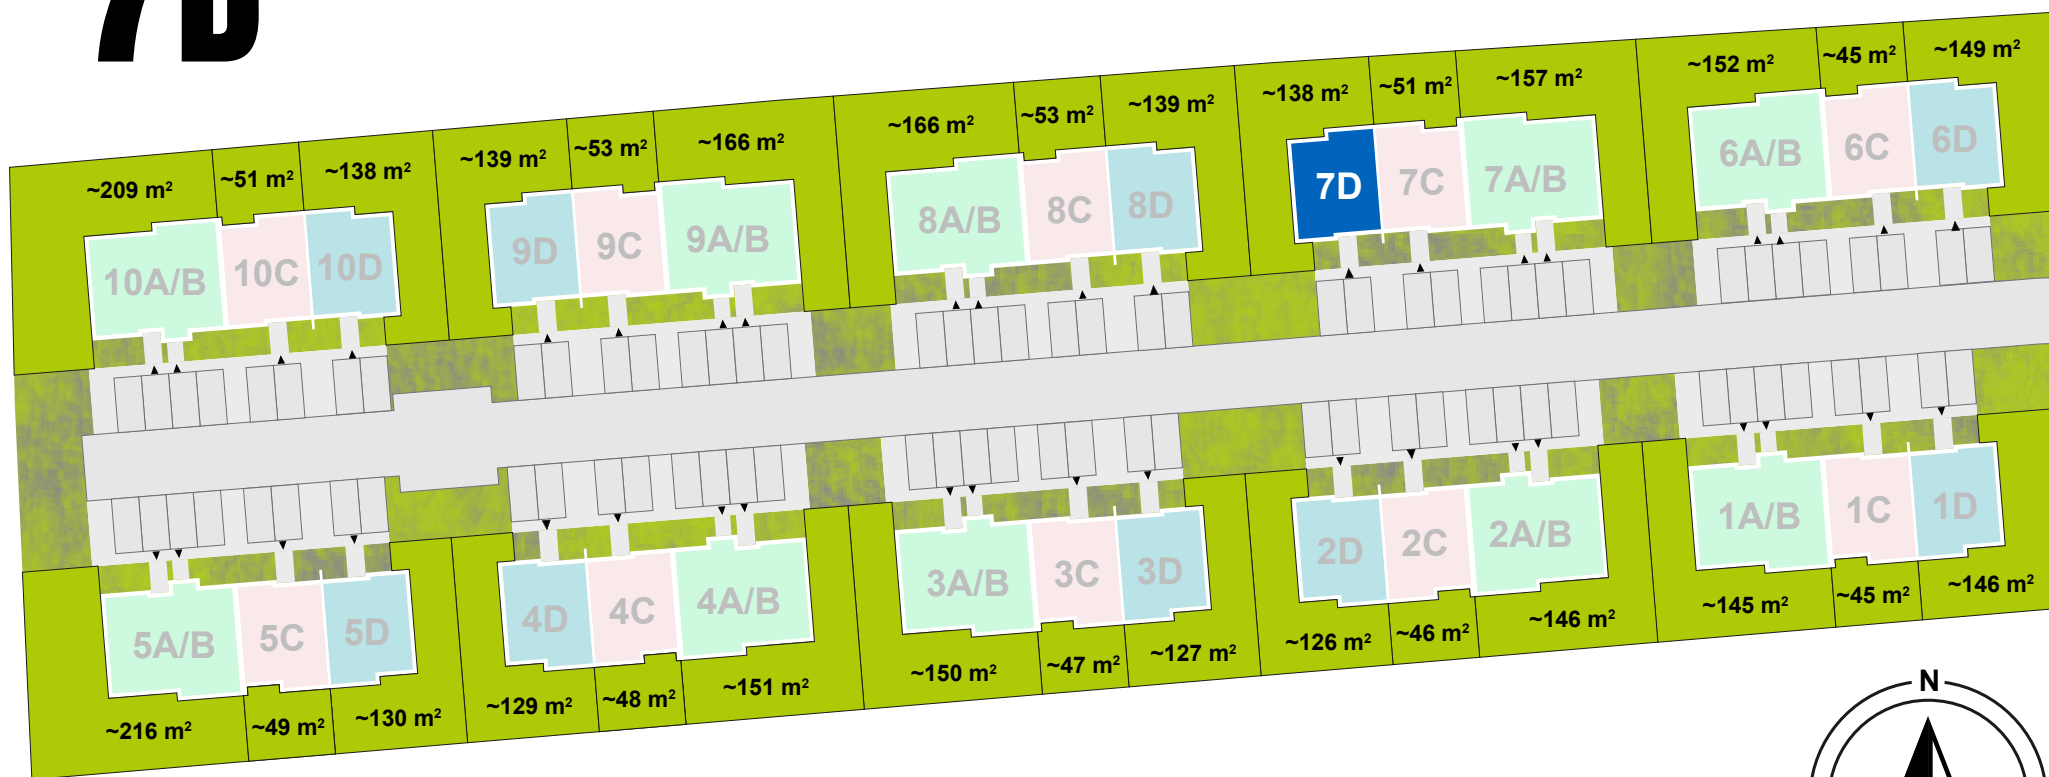 7D
~209 m²
~51 m²
~138 m²
~139 m²
~53 m²
~166 m²
~166 m²
~53 m²
~139 m²
~138 m²
~51 m²
~157 m²
~152 m²
~45 m²
~149 m²
10A/B
10C
10D
9D
9C
9A/B
8A/B
8C
8D
7D
7C
7A/B
6A/B
6C
6D
5A/B
5C
5D
4D
4C
4A/B
3A/B
3C
3D
2D
2C
2A/B
1A/B
1C
1D
~216 m²
~49 m²
~130 m²
~129 m²
~48 m²
~151 m²
~150 m²
~47 m²
~127 m²
~126 m²
~46 m²
~146 m²
~145 m²
~45 m²
~146 m²
N